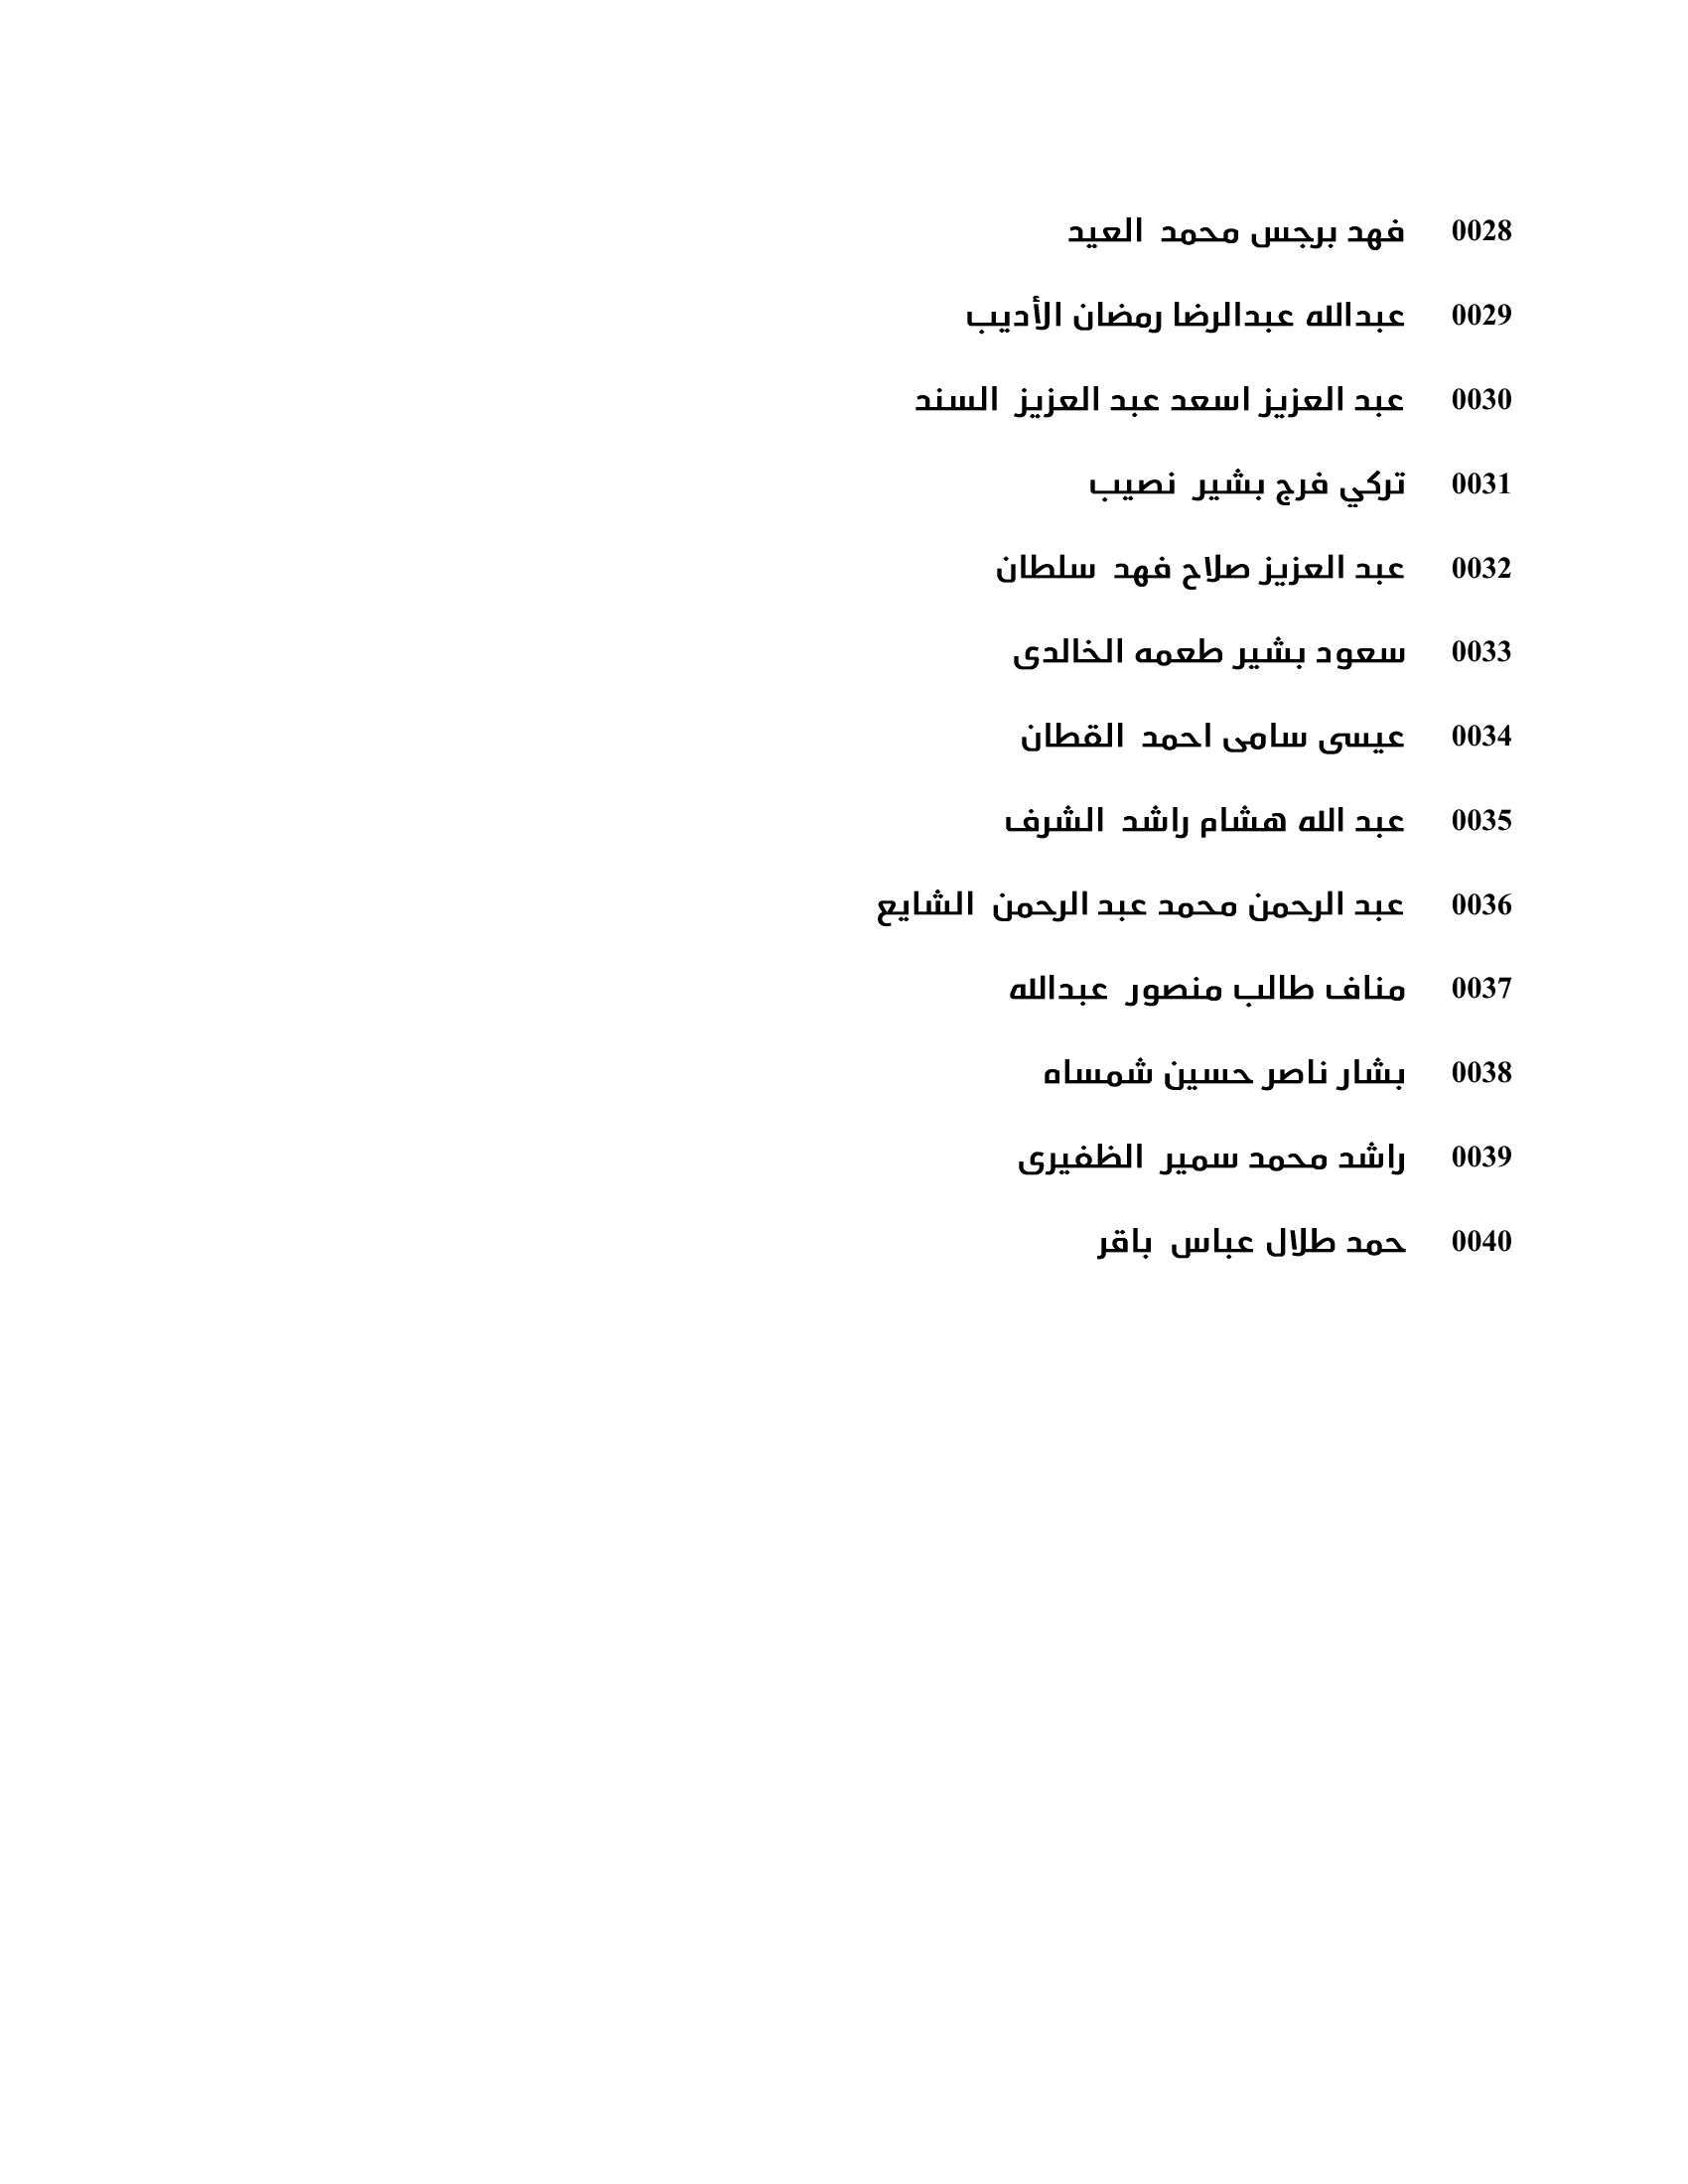 0028 فهد برجس محمد العيد
0029 عبدالله عبدالرضا رمضان الأديب
0030 عبد العزيز اسعد عبد العزيز السند
0031 تركي فرج بشير نصيب
0032 عبد العزيز صلاح فهد سلطان
0033 سعود بشير طعمه الخالدى
0034 عيسى سامى احمد القطان
0035 عبد الله هشام راشد الشرف
0036 عبد الرحمن محمد عبد الرحمن الشايع
0037 مناف طالب منصور عبدالله
0038 بشار ناصر حسين شمساه
0039 راشد محمد سمير الظفيرى
0040 حمد طلال عباس باقر